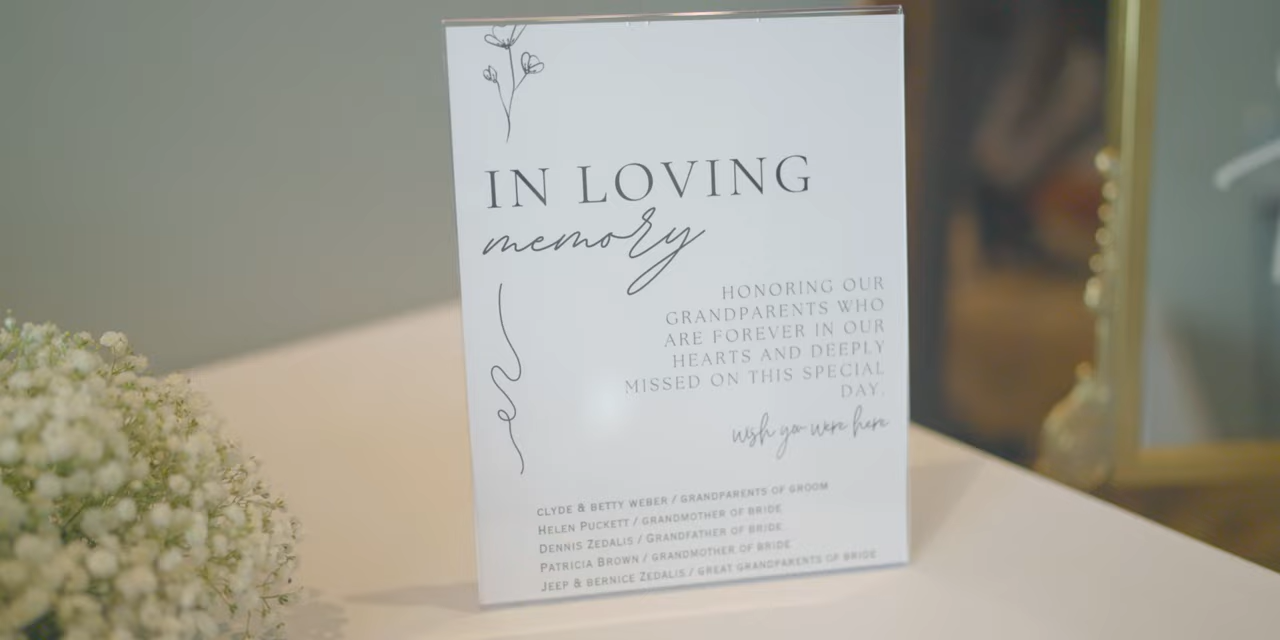 IN LOVING
memory
HONORING OUR
GRANDPARENTS WHO
ARE FOREVER IN OUR
HEARTS AND DEEPLY
MISSED ON THIS SPECIAL
DAY.
wish you were here
CLYDE & BETTY WEBER / GRANDPARENTS OF GROOM
HELEN PUCKETT / GRANDMOTHER OF BRIDE
DENNIS ZEDALIS / GRANDFATHER OF BRIDE
PATRICIA BROWN / GRANDMOTHER OF BRIDE
JEEP & BERNICE ZEDALIS / GREAT GRANDPARENTS OF BRIDE